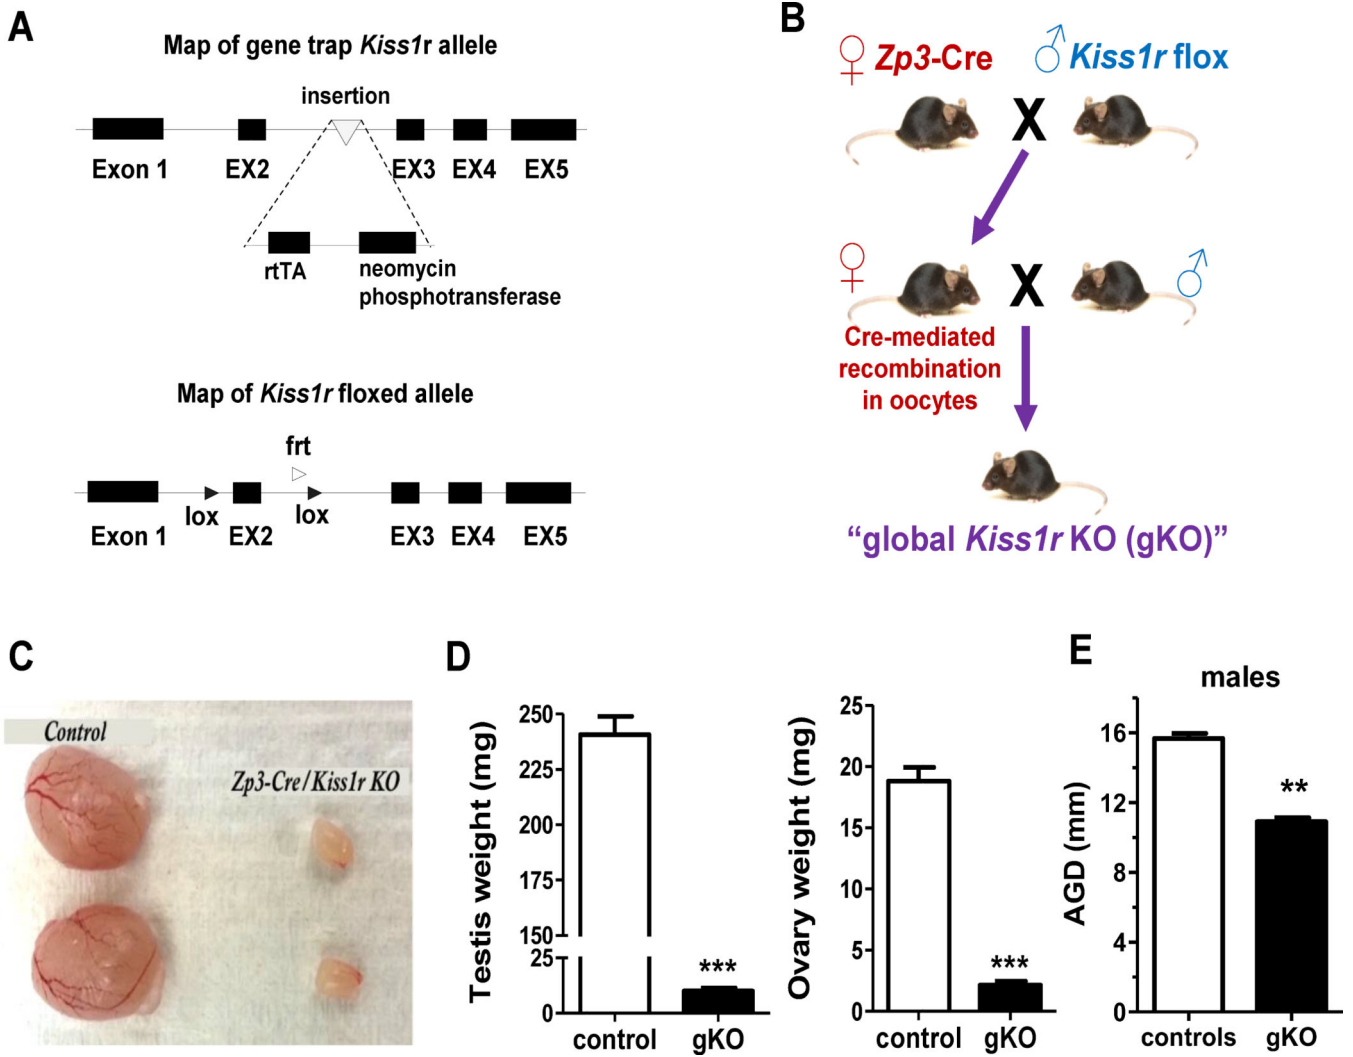 A
Map of gene trap Kiss1r allele
insertion
Exon 1 EX2 EX3 EX4 EX5
rtTA
neomycin
phosphotransferase
Map of Kiss1r floxed allele
frt
lox lox
Exon 1 EX2 EX3 EX4 EX5
B
♀ Zp3-Cre ♂ Kiss1r flox
X
♀ X ♂
Cre-mediated
recombination
in oocytes
“global Kiss1r KO (gKO)”
C
Control
Zp3-Cre/Kiss1r KO
D
Testis weight (mg)
250
225
200
175
150
25
0
***
control gKO
Ovary weight (mg)
25
20
15
10
5
0
***
control gKO
E
males
AGD (mm)
16
12
8
4
0
**
controls gKO